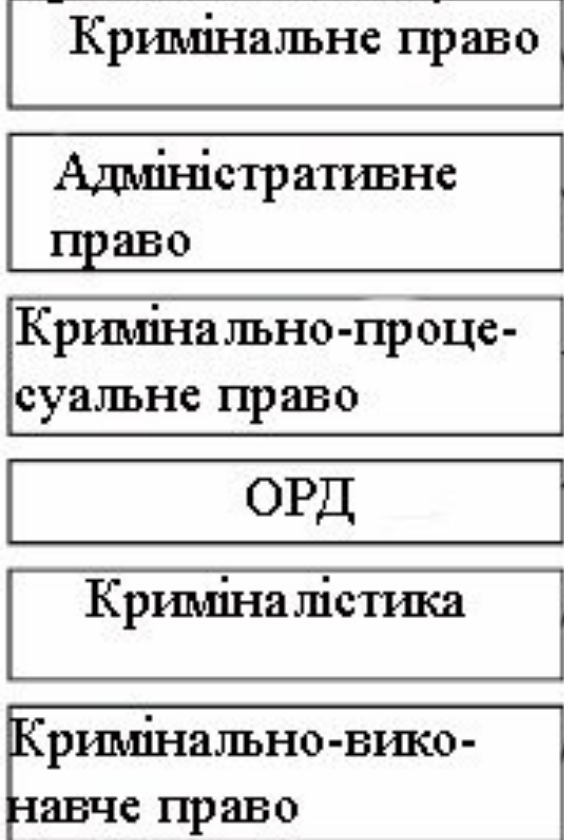 Кримінальне право
Адміністративне
право
Кримінально-проце-
суальне право
ОРД
Криміналістика
Кримінально-вико-
навче право